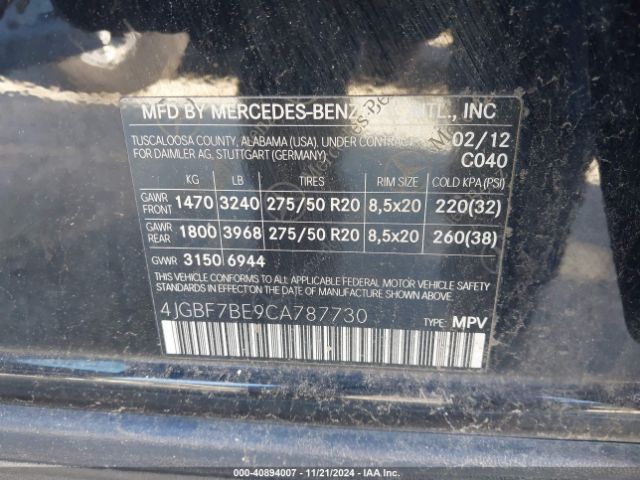 MFD BY MERCEDES-BENZ INTL., INC
TUSCALOOSA COUNTY, ALABAMA (USA), UNDER CONTRACT 02/12
FOR DAIMLER AG, STUTTGART (GERMANY) C040
KG LB TIRES RIM SIZE COLD KPA (PSI)
GAWR FRONT 1470 3240 275/50 R20 8,5x20 220(32)
GAWR REAR 1800 3968 275/50 R20 8,5x20 260(38)
GVWR 3150 6944
THIS VEHICLE CONFORMS TO ALL APPLICABLE FEDERAL MOTOR VEHICLE SAFETY
STANDARDS IN EFFECT ON THE DATE OF MANUFACTURE SHOWN ABOVE.
4JGBF7BE9CA787730 TYPE: MPV
00-40894007 - 11/21/2024 - IAA Inc.